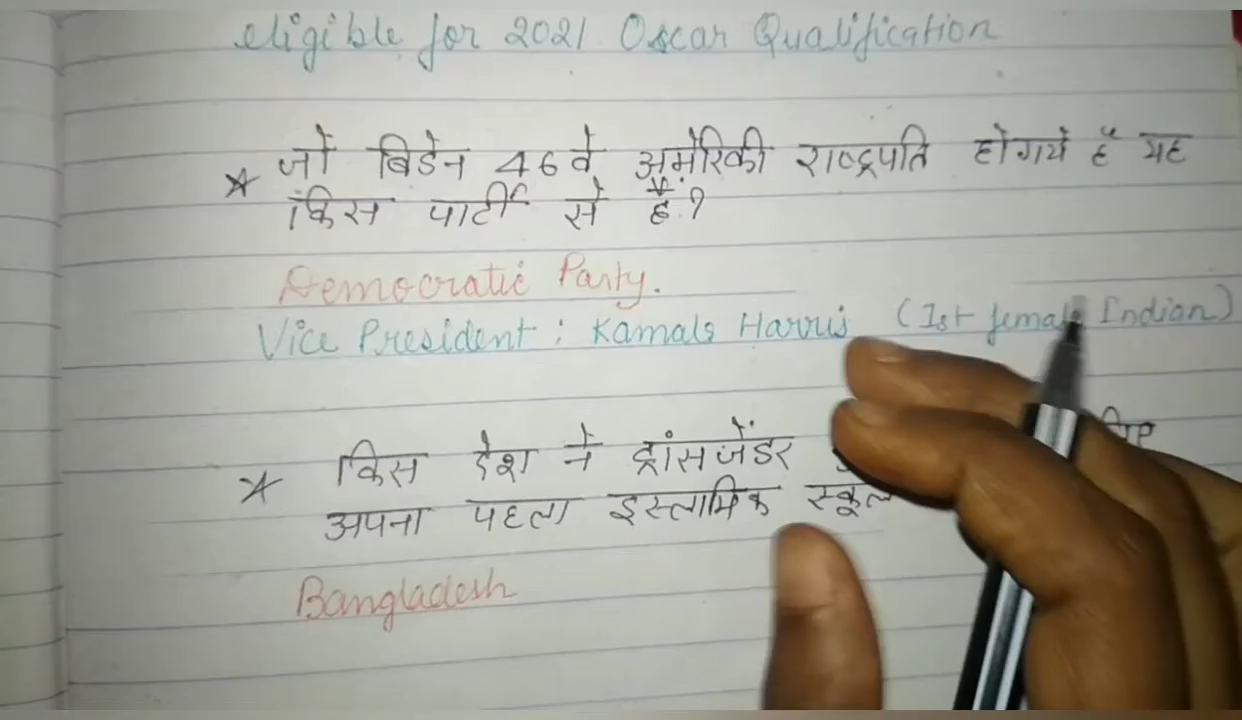 eligible for 2021 Oscar Qualification
जो बिडेन 46वे अमेरिकी राष्ट्रपति होगये है यह
किस पार्टी से है?
Democratic Party.
Vice President : Kamala Harris (Ist female Indian)
किस देश ने ट्रांसजेंडर
अपना पहला इस्लामिक स्कूल
Bangladesh